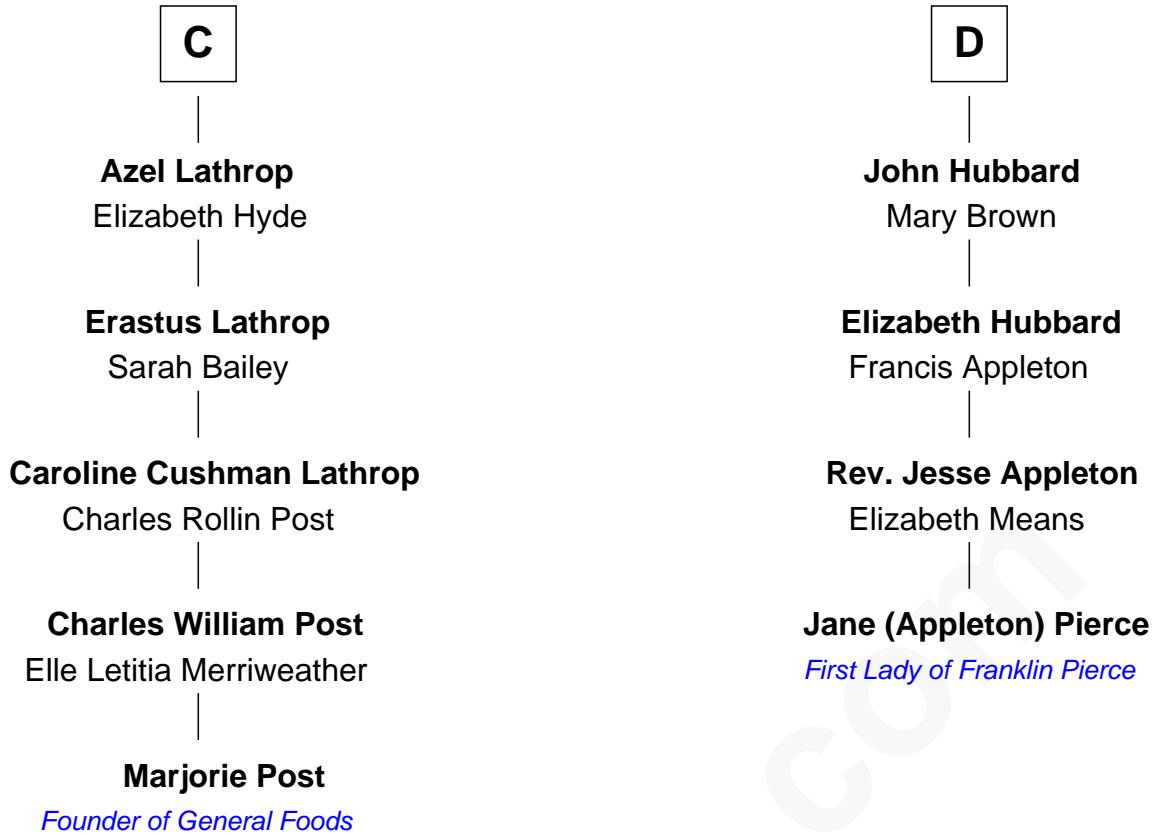 C
Azel Lathrop
Elizabeth Hyde
Erastus Lathrop
Sarah Bailey
Caroline Cushman Lathrop
Charles Rollin Post
Charles William Post
Elle Letitia Merriweather
Marjorie Post
Founder of General Foods
D
John Hubbard
Mary Brown
Elizabeth Hubbard
Francis Appleton
Rev. Jesse Appleton
Elizabeth Means
Jane (Appleton) Pierce
First Lady of Franklin Pierce
com